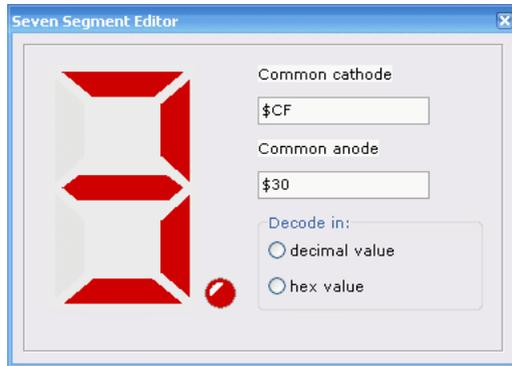 Seven Segment Editor
Common cathode
$CF
Common anode
$30
Decode in:
decimal value
hex value